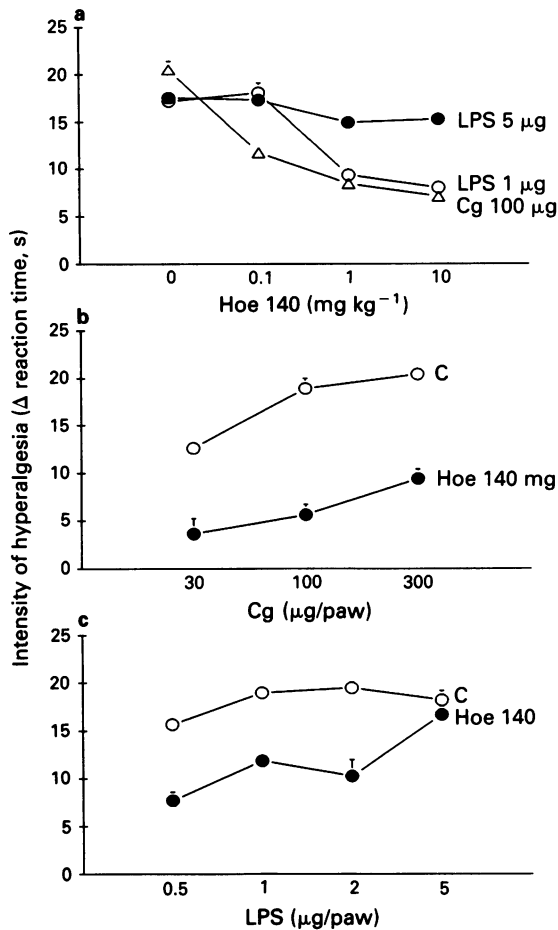 Intensity of hyperalgesia (Δ reaction time, s)
a
25
20
15
10
5
0
LPS 5 μg
LPS 1 μg
Cg 100 μg
0 0.1 1 10
Hoe 140 (mg kg⁻¹)
b
25
20
15
10
5
0
C
Hoe 140 mg
30 100 300
Cg (μg/paw)
c
25
20
15
10
5
0
C
Hoe 140
0.5 1 2 5
LPS (μg/paw)